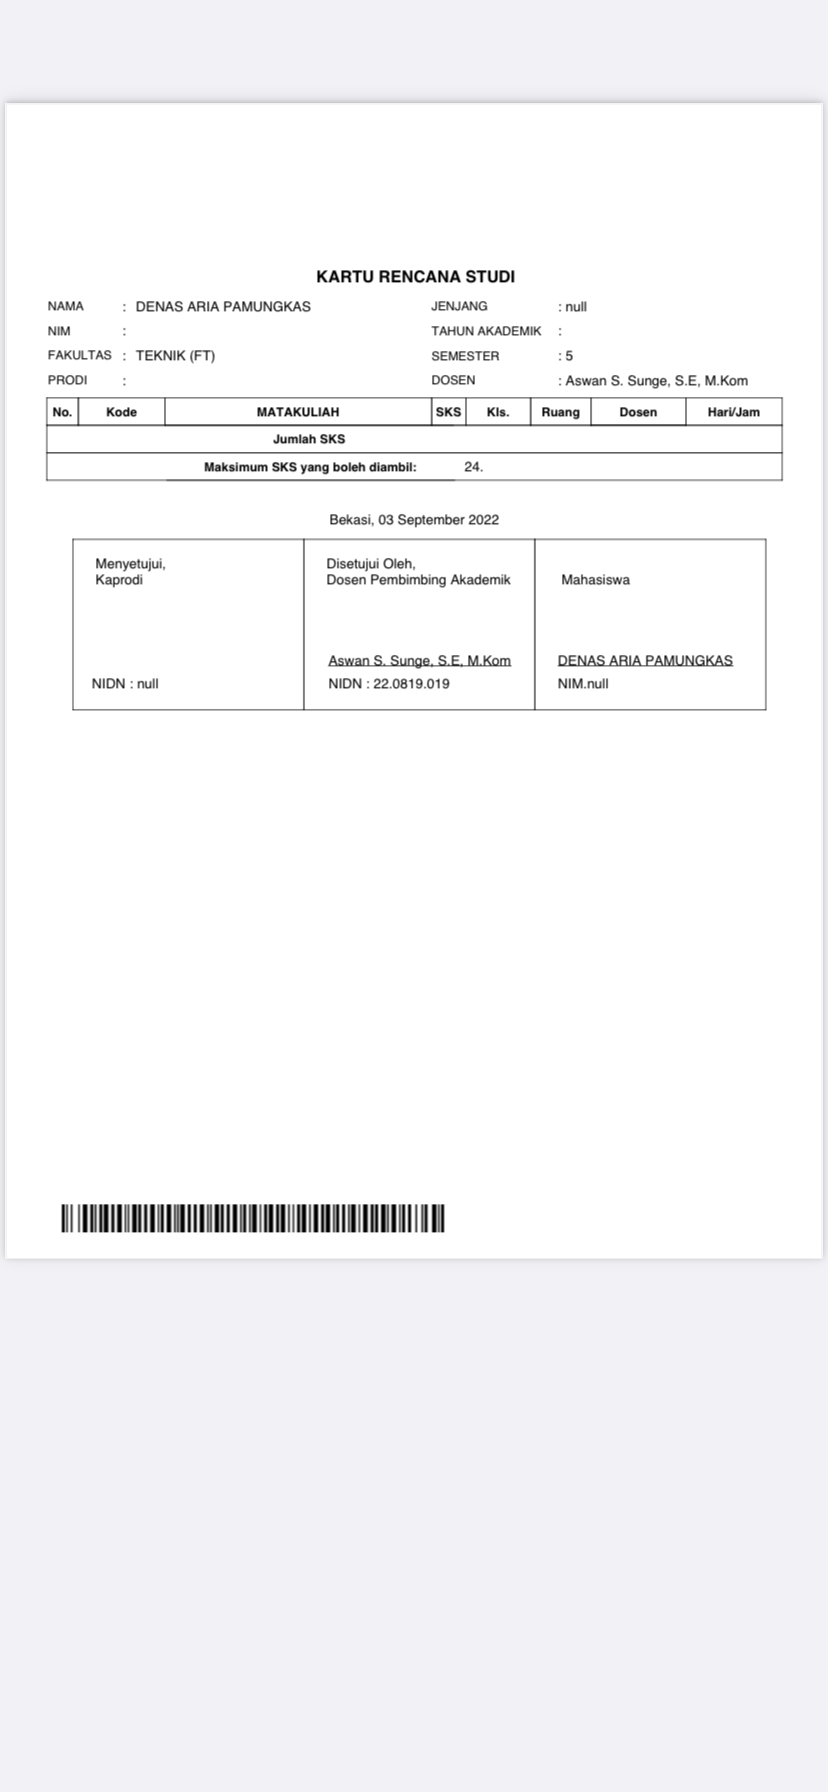 KARTU RENCANA STUDI
NAMA : DENAS ARIA PAMUNGKAS JENJANG : null
NIM : TAHUN AKADEMIK :
FAKULTAS : TEKNIK (FT) SEMESTER : 5
PRODI : DOSEN : Aswan S. Sunge, S.E, M.Kom
No. Kode MATAKULIAH SKS Kls. Ruang Dosen Hari/Jam
Jumlah SKS
Maksimum SKS yang boleh diambil: 24.
Bekasi, 03 September 2022
Menyetujui,
Kaprodi
NIDN : null
Disetujui Oleh,
Dosen Pembimbing Akademik
Aswan S. Sunge, S.E, M.Kom
NIDN : 22.0819.019
Mahasiswa
DENAS ARIA PAMUNGKAS
NIM.null